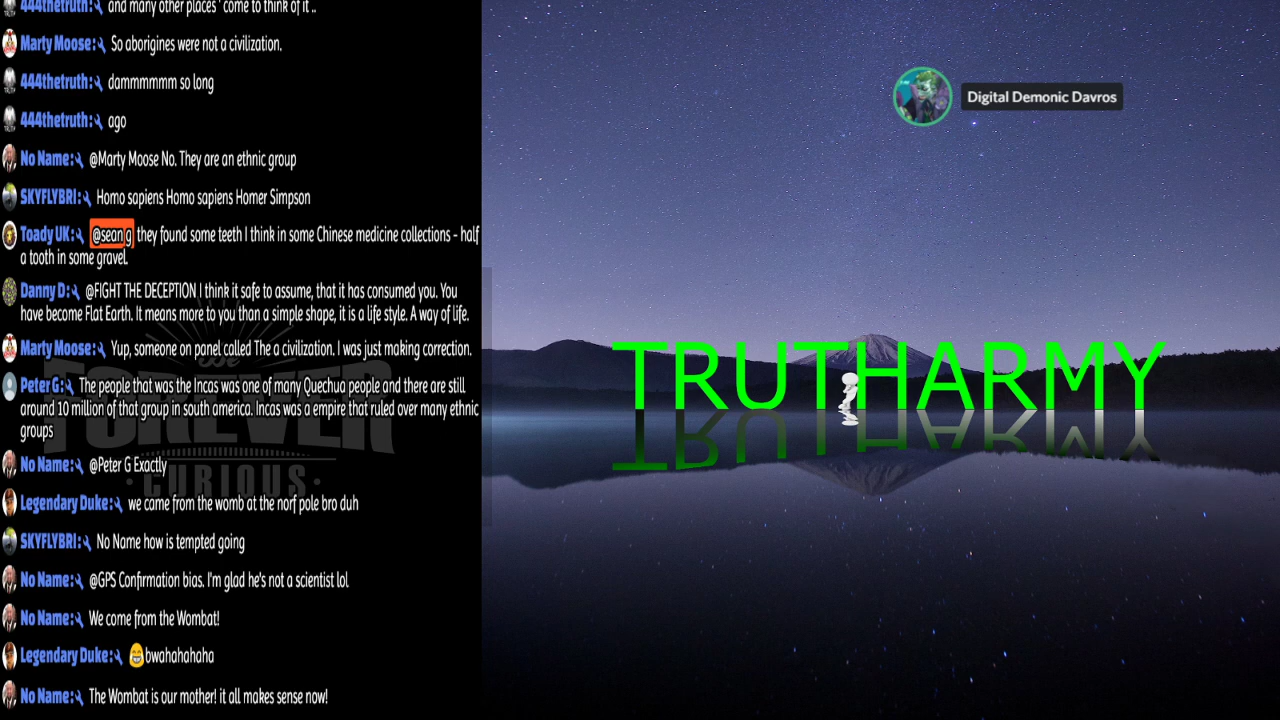 444thetruth: and many other places ' come to think of it ..
Marty Moose: So aborigines were not a civilization.
444thetruth: dammmmmm so long
444thetruth: ago
No Name: @Marty Moose No. They are an ethnic group
SKYFLYBRI: Homo sapiens Homo sapiens Homer Simpson
Toady UK: @sean g they found some teeth I think in some Chinese medicine collections - half
a tooth in some gravel.
Danny D: @FIGHT THE DECEPTION I think it safe to assume, that it has consumed you. You
have become Flat Earth. It means more to you than a simple shape, it is a life style. A way of life.
Marty Moose: Yup, someone on panel called The a civilization. I was just making correction.
Peter G: The people that was the Incas was one of many Quechua people and there are still
around 10 million of that group in south america. Incas was a empire that ruled over many ethnic
groups
No Name: @Peter G Exactly
Legendary Duke: we came from the womb at the norf pole bro duh
SKYFLYBRI: No Name how is tempted going
No Name: @GPS Confirmation bias. I'm glad he's not a scientist lol
No Name: We come from the Wombat!
Legendary Duke: bwahahahaha
No Name: The Wombat is our mother! it all makes sense now!
FOREVER
CURIOUS
Digital Demonic Davros
TRUTHARMY